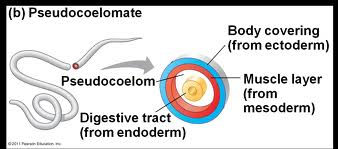 (b) Pseudocoelomate
Body covering
(from ectoderm)
Pseudocoelom
Muscle layer
(from
mesoderm)
Digestive tract
(from endoderm)
©2011 Pearson Education, Inc.